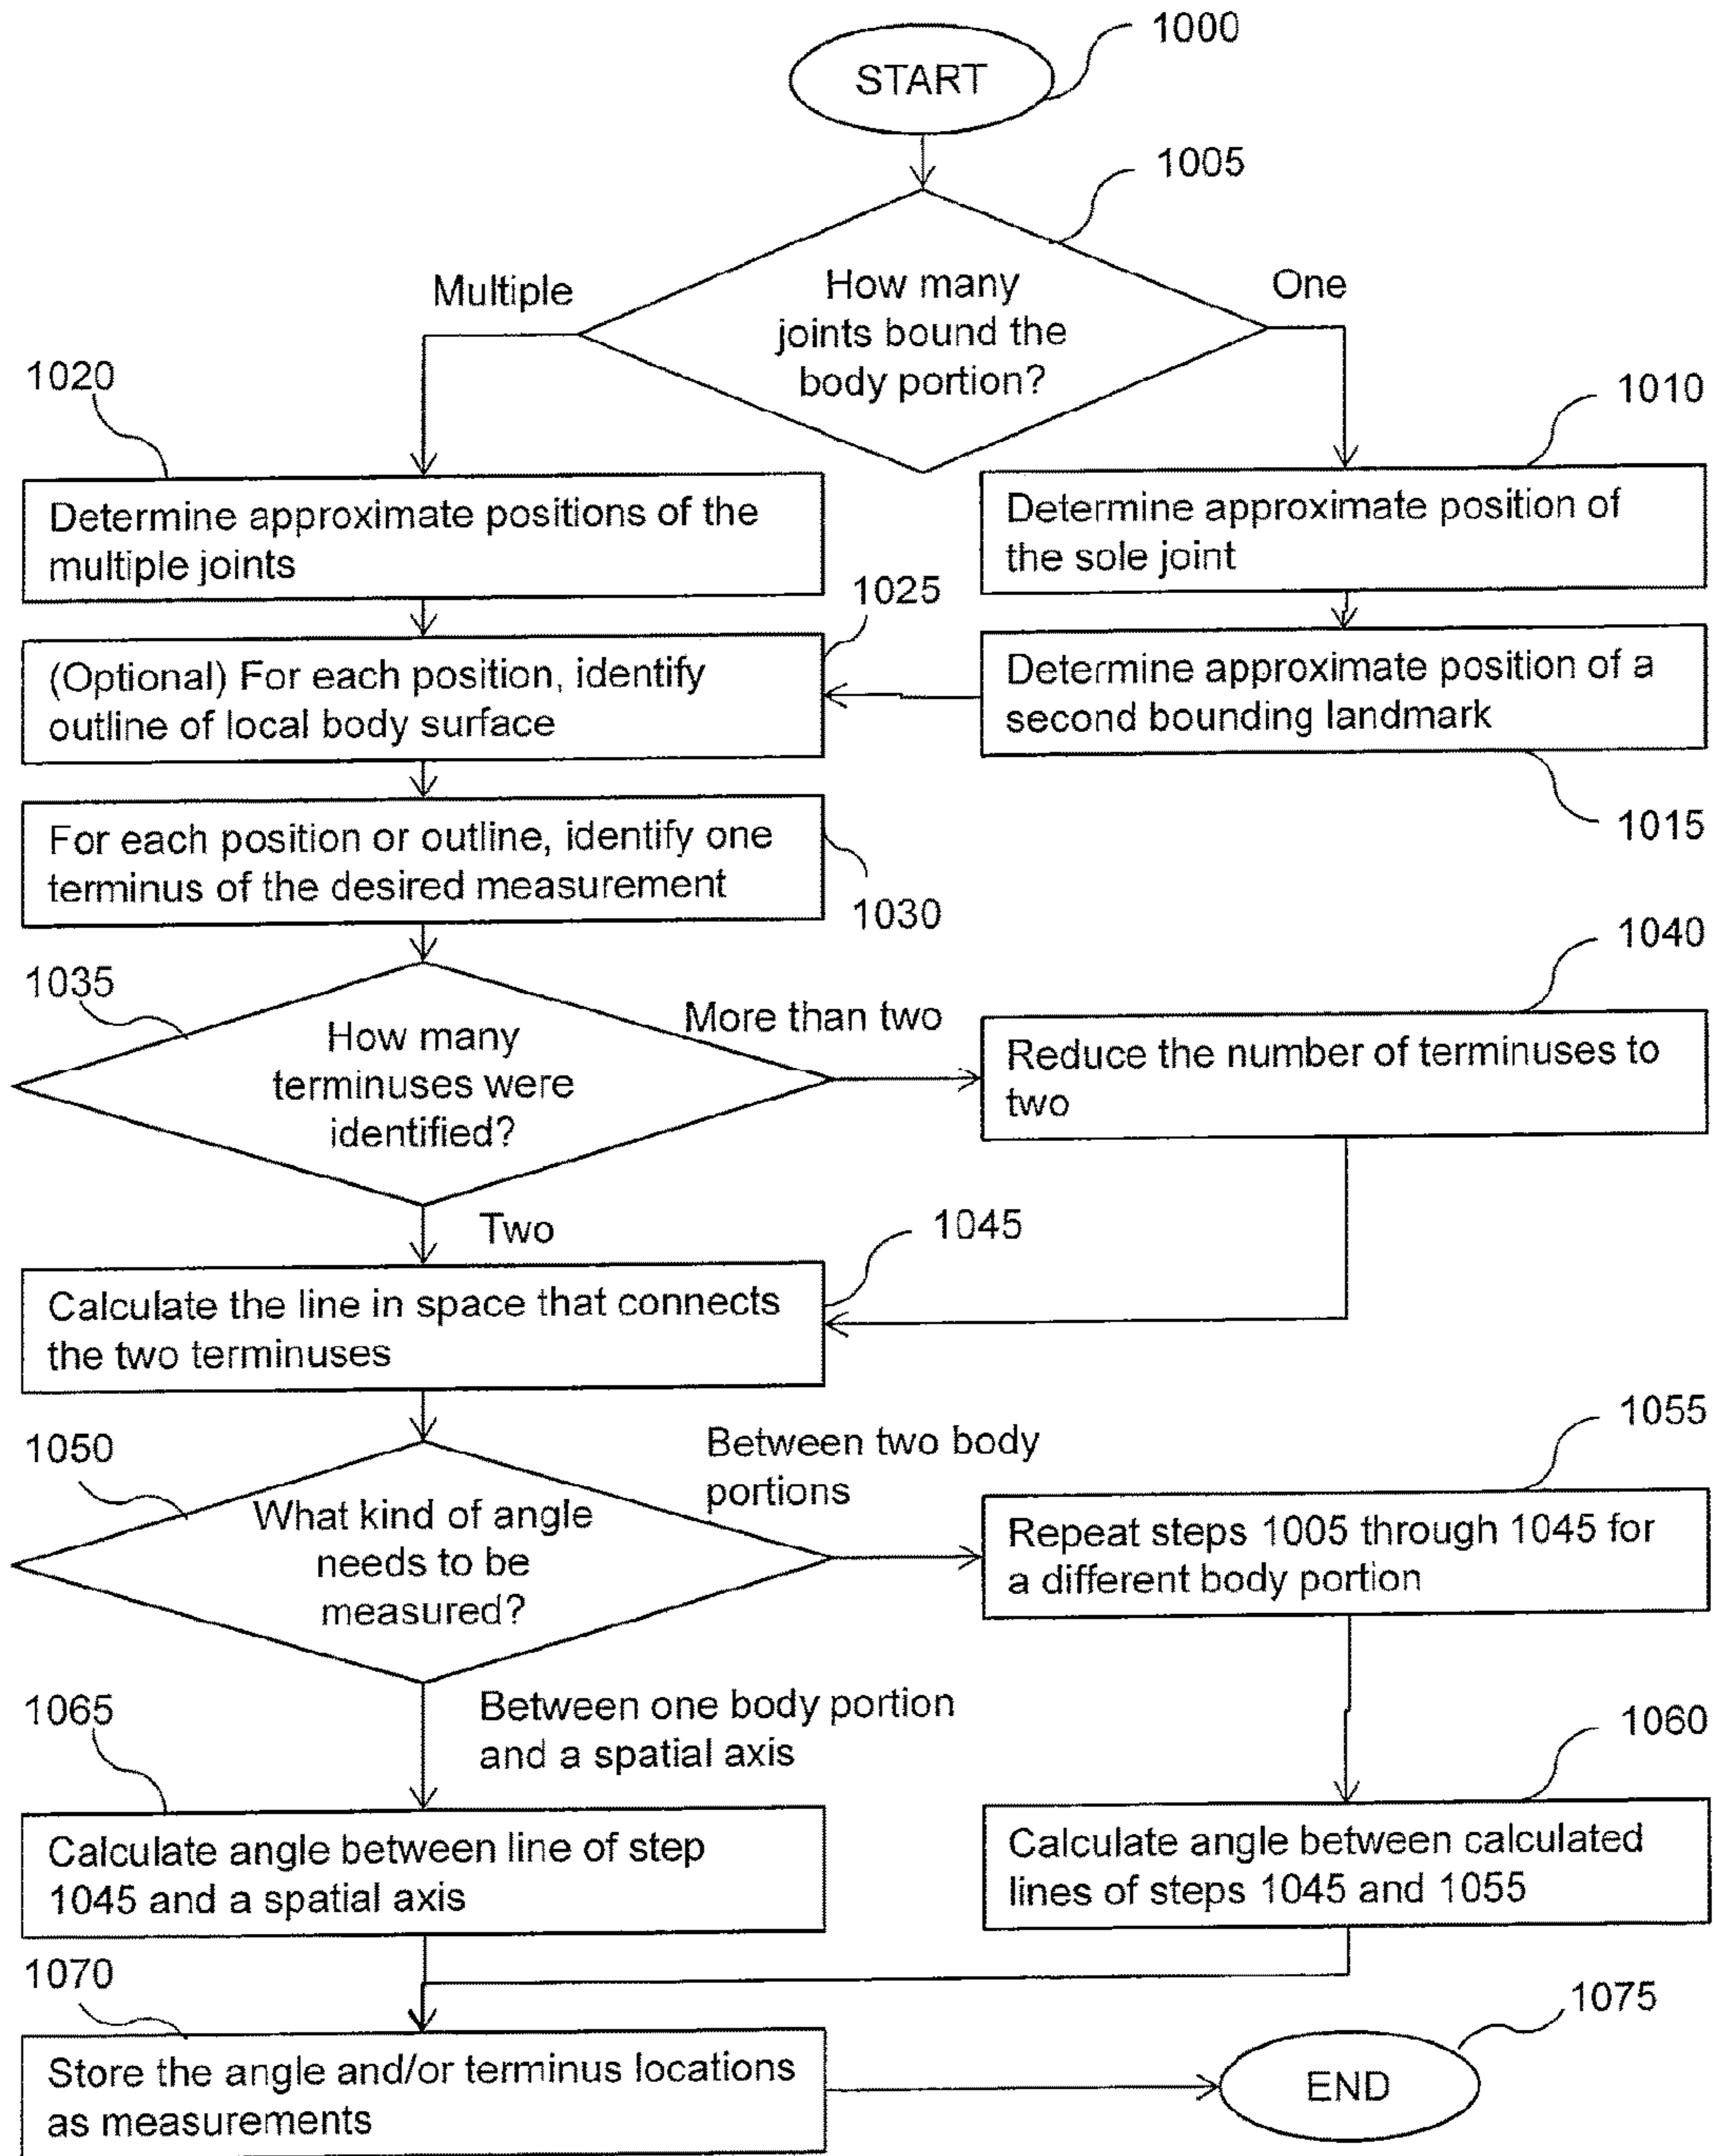 1000
START
1005
How many
joints bound the
body portion?
Multiple
One
1020
1010
Determine approximate positions of the
multiple joints
Determine approximate position of
the sole joint
1025
(Optional) For each position, identify
outline of local body surface
Determine approximate position of a
second bounding landmark
1015
For each position or outline, identify one
terminus of the desired measurement
1030
1035
1040
How many
terminuses were
identified?
More than two
Reduce the number of terminuses to
two
Two
1045
Calculate the line in space that connects
the two terminuses
1050
1055
What kind of angle
needs to be
measured?
Between two body
portions
Repeat steps 1005 through 1045 for
a different body portion
Between one body portion
and a spatial axis
1065
1060
Calculate angle between line of step
1045 and a spatial axis
Calculate angle between calculated
lines of steps 1045 and 1055
1070
1075
Store the angle and/or terminus locations
as measurements
END